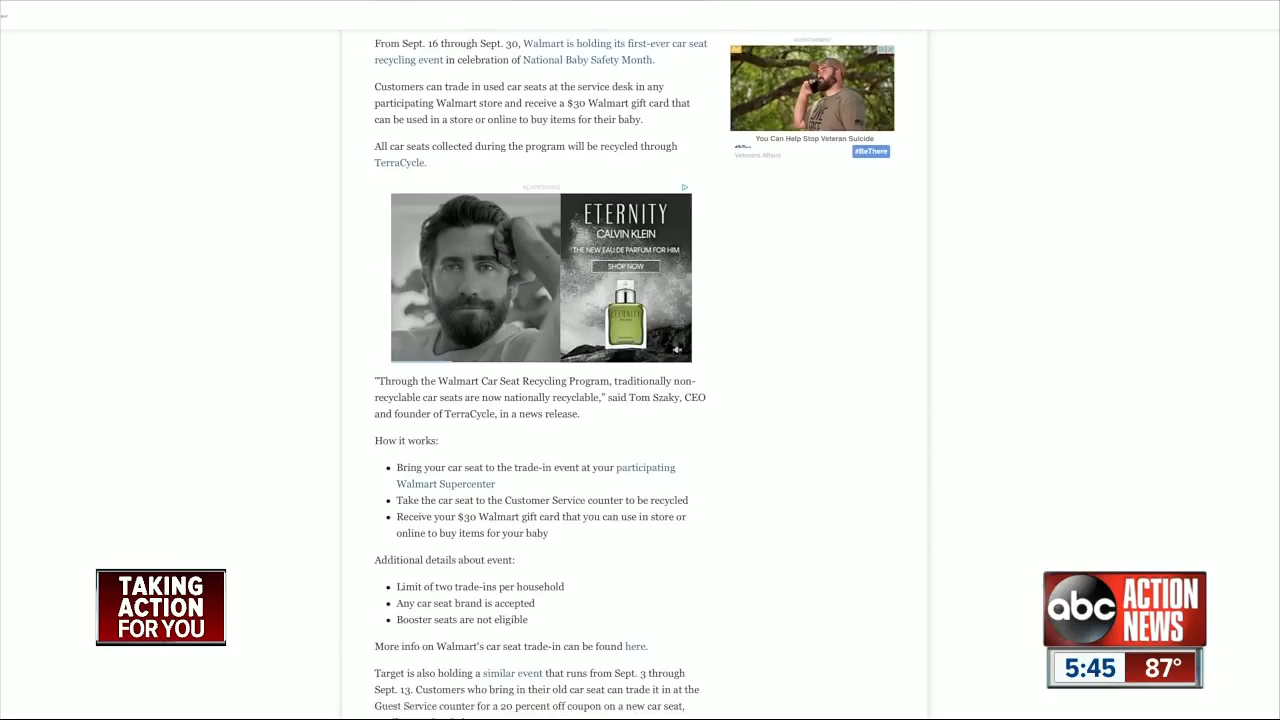 From Sept. 16 through Sept. 30, Walmart is holding its first-ever car seat
recycling event in celebration of National Baby Safety Month.
Customers can trade in used car seats at the service desk in any
participating Walmart store and receive a $30 Walmart gift card that
can be used in a store or online to buy items for their baby.
All car seats collected during the program will be recycled through
TerraCycle.
ADVERTISEMENT
Ad
You Can Help Stop Veteran Suicide
Veterans Affairs
#BeThere
ADVERTISING
ETERNITY
CALVIN KLEIN
THE NEW EAU DE PARFUM FOR HIM
SHOP NOW
ETERNITY
"Through the Walmart Car Seat Recycling Program, traditionally non-
recyclable car seats are now nationally recyclable," said Tom Szaky, CEO
and founder of TerraCycle, in a news release.
How it works:
• Bring your car seat to the trade-in event at your participating
Walmart Supercenter
• Take the car seat to the Customer Service counter to be recycled
• Receive your $30 Walmart gift card that you can use in store or
online to buy items for your baby
Additional details about event:
• Limit of two trade-ins per household
• Any car seat brand is accepted
• Booster seats are not eligible
More info on Walmart's car seat trade-in can be found here.
Target is also holding a similar event that runs from Sept. 3 through
Sept. 13. Customers who bring in their old car seat can trade it in at the
Guest Service counter for a 20 percent off coupon on a new car seat,
TAKING
ACTION
FOR YOU
abc
ACTION
NEWS
5:45
87°